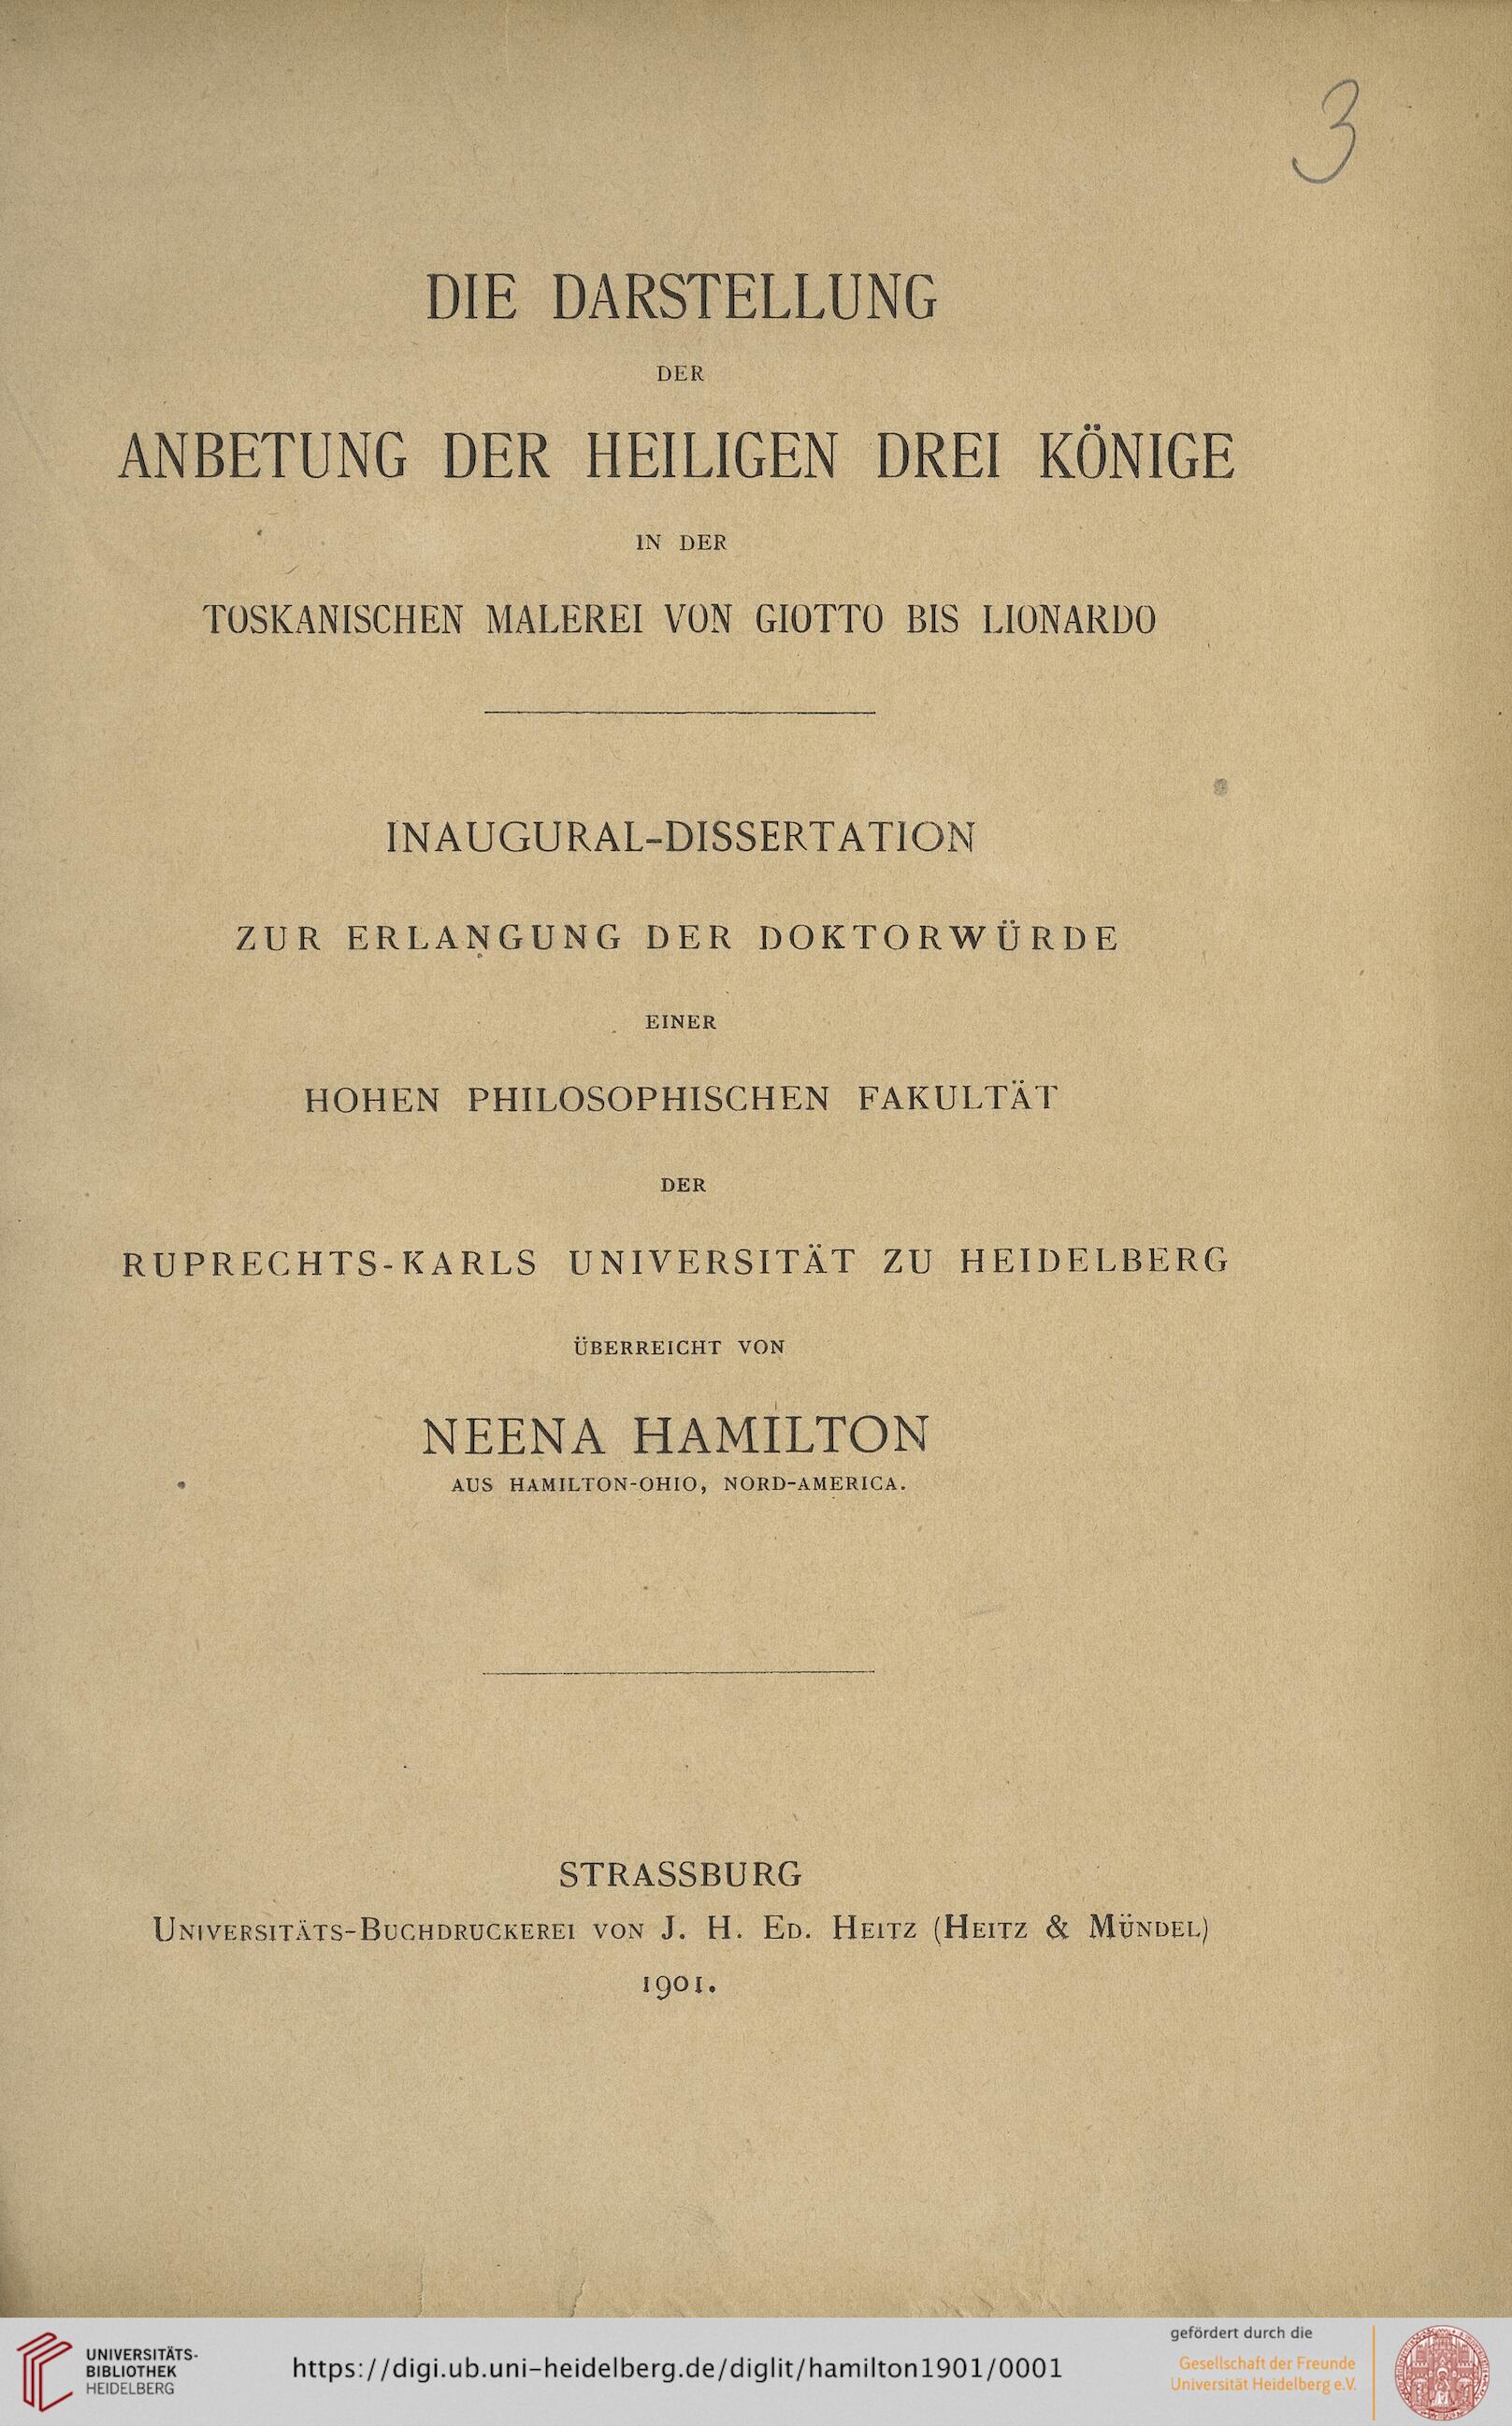 3
DIE DARSTELLUNG
DER
ANBETUNG DER HEILIGEN DREI KÖNIGE
IN DER
TOSKANISCHEN MALEREI VON GIOTTO BIS LIONARDO
INAUGURAL-DISSERTATION
ZUR ERLANGUNG DER DOKTORWÜRDE
EINER
HOHEN PHILOSOPHISCHEN FAKULTÄT
DER
RUPRECHTS-KARLS UNIVERSITÄT ZU HEIDELBERG
ÜBERREICHT VON
NEENA HAMILTON
AUS HAMILTON-OHIO, NORD-AMERICA.
STRASSBURG
UNIVERSITÄTS-BUCHDRUCKEREI VON J. H. ED. HEITZ (HEITZ & MÜNDEL)
1901.
UNIVERSITÄTS-
BIBLIOTHEK
HEIDELBERG
https://digi.ub.uni-heidelberg.de/diglit/hamilton1901/0001
gefördert durch die
Gesellschaft der Freunde
Universität Heidelberg e.V.